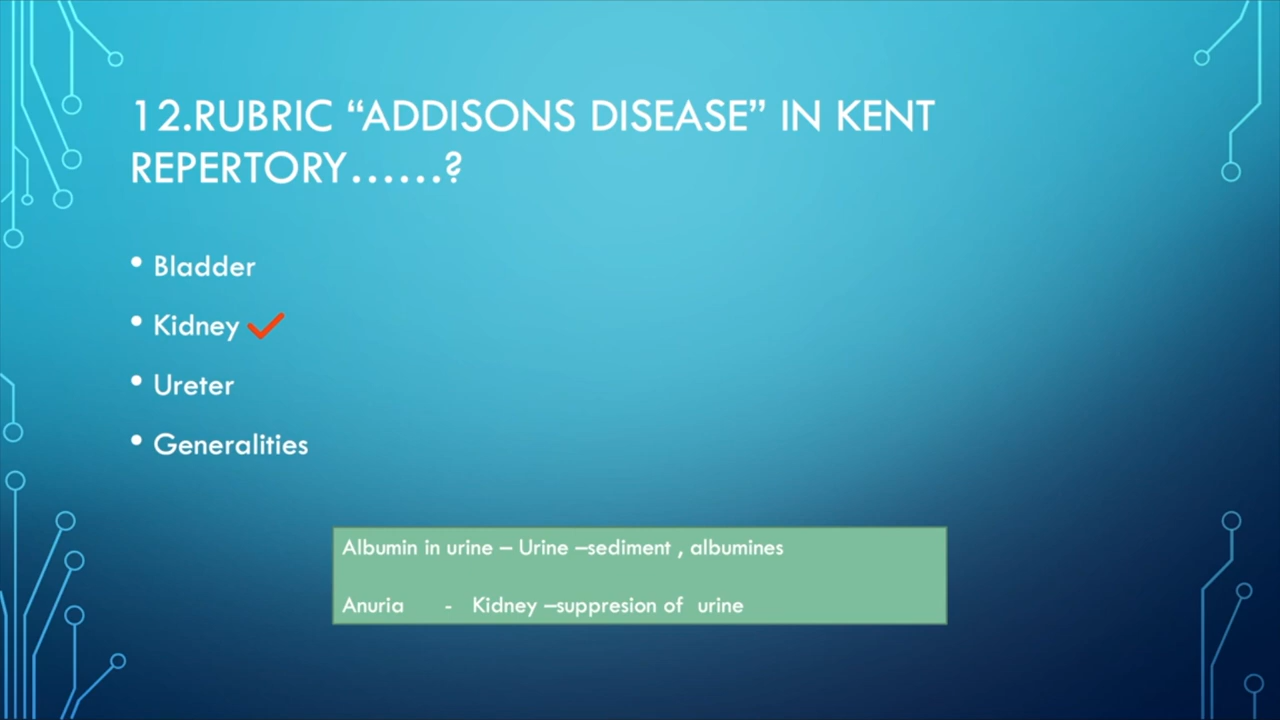 12.RUBRIC “ADDISONS DISEASE” IN KENT
REPERTORY……?
• Bladder
• Kidney
• Ureter
• Generalities
Albumin in urine – Urine –sediment , albumines
Anuria - Kidney –suppresion of urine